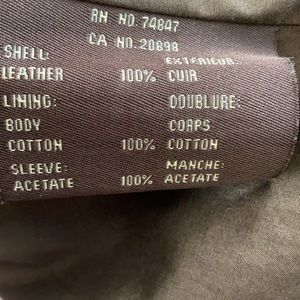 RN NO. 74847
CA NO. 20898
SHELL: EXTERIEUR:
LEATHER 100% CUIR
LINING: DOUBLURE:
BODY CORPS
COTTON 100% COTTON
SLEEVE: MANCHE:
ACETATE 100% ACETATE